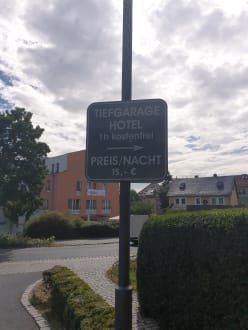 TIEFGARAGE
HOTEL
1h kostenfrei
PREIS/NACHT
15,-€